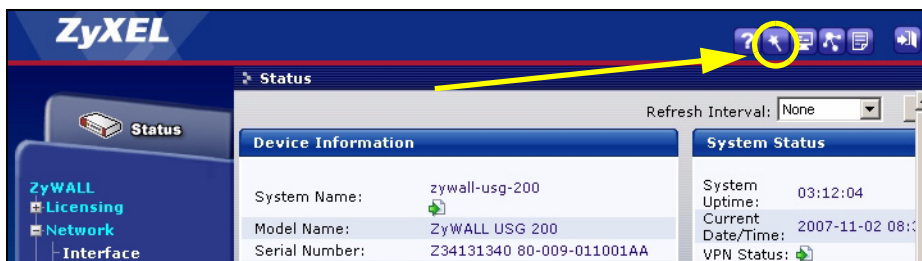 ZyXEL
?
Status
Refresh Interval: None
Status
Device Information
System Status
ZyWALL
Licensing
Network
Interface
System Name: zywall-usg-200
Model Name: ZyWALL USG 200
Serial Number: Z34131340 80-009-011001AA
System Uptime: 03:12:04
Current Date/Time: 2007-11-02 08:
VPN Status: